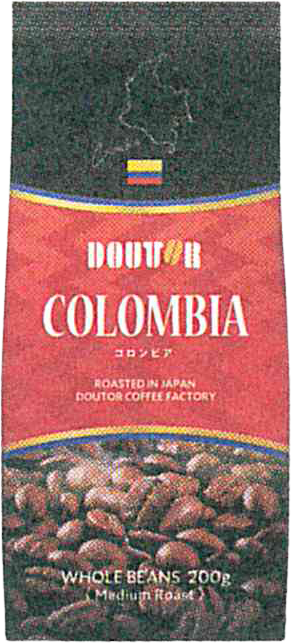 DOUTOR
COLOMBIA
コロンビア
ROASTED IN JAPAN
DOUTOR COFFEE FACTORY
WHOLE BEANS 200g
( Medium Roast )